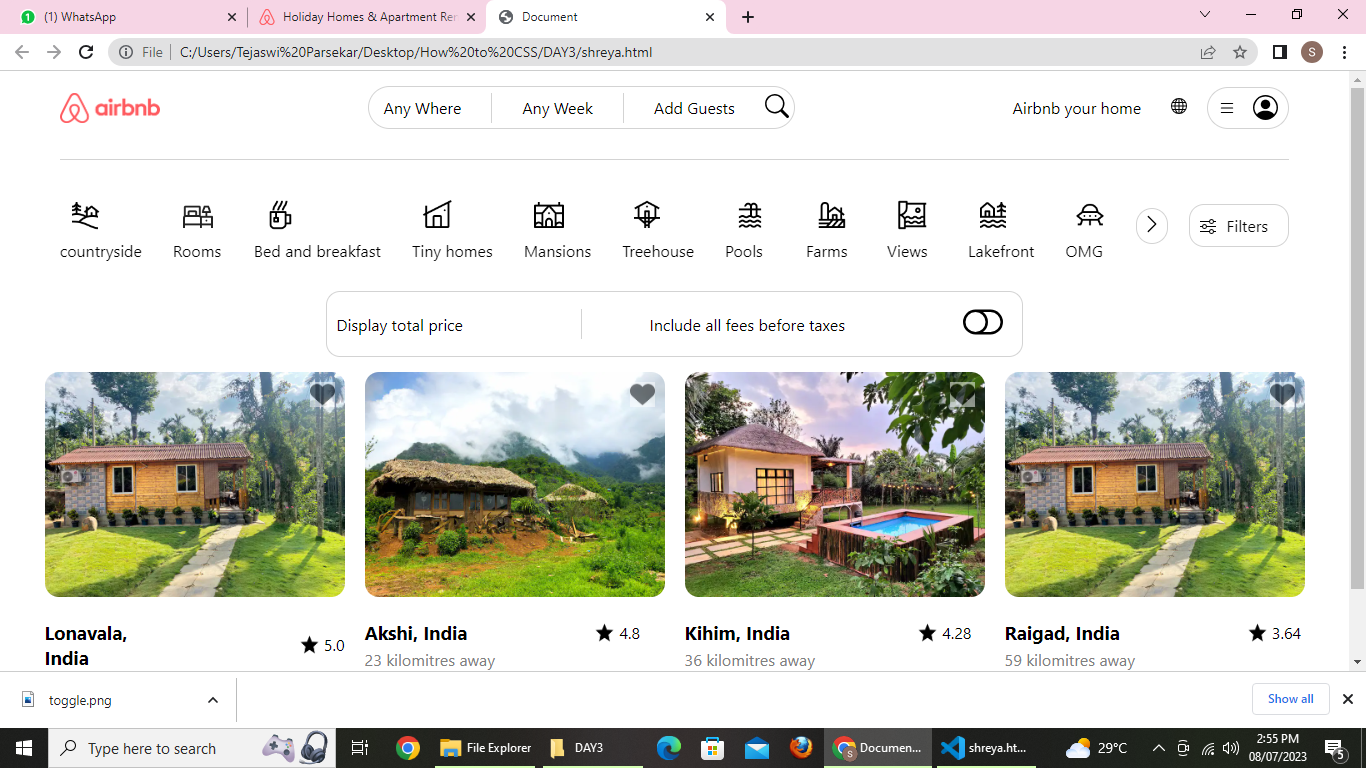 (1) WhatsApp
Holiday Homes & Apartment Ren
Document
File
C:/Users/Tejaswi%20Parsekar/Desktop/How%20to%20CSS/DAY3/shreya.html
S
airbnb
Any Where
Any Week
Add Guests
Airbnb your home
countryside
Rooms
Bed and breakfast
Tiny homes
Mansions
Treehouse
Pools
Farms
Views
Lakefront
OMG
Filters
Display total price
Include all fees before taxes
Lonavala,
India
5.0
Akshi, India
4.8
23 kilomitres away
Kihim, India
4.28
36 kilomitres away
Raigad, India
3.64
59 kilomitres away
toggle.png
Show all
Type here to search
File Explorer
DAY3
Documen...
shreya.ht...
29°C
2:55 PM
08/07/2023
5